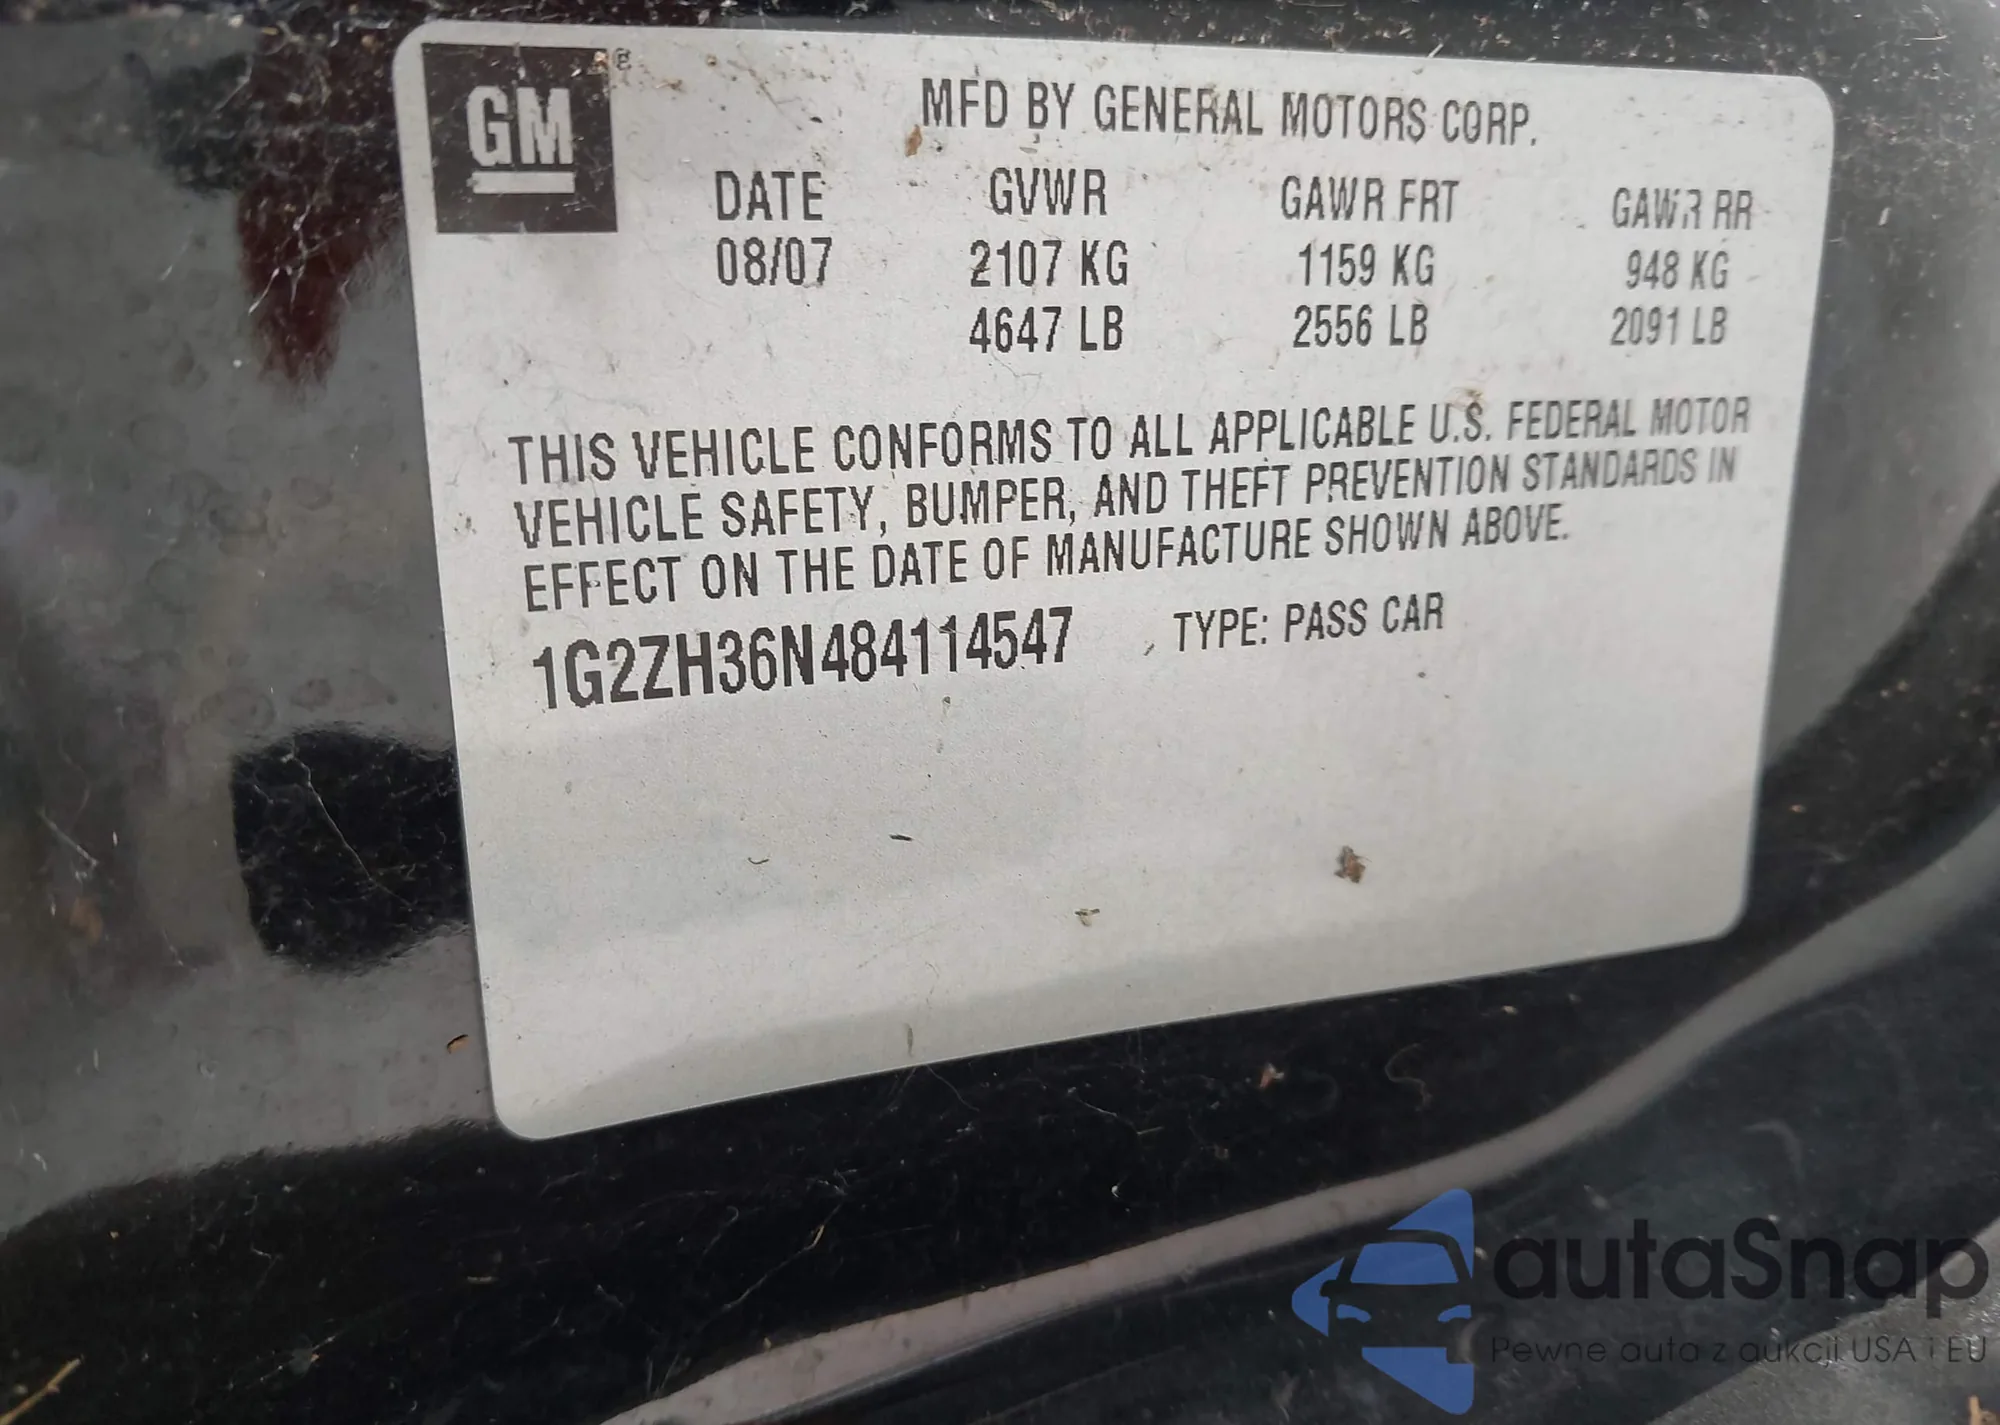 GM®
MFD BY GENERAL MOTORS CORP.
DATE GVWR GAWR FRT GAWR RR
08/07 2107 KG 1159 KG 948 KG
4647 LB 2556 LB 2091 LB
THIS VEHICLE CONFORMS TO ALL APPLICABLE U.S. FEDERAL MOTOR
VEHICLE SAFETY, BUMPER, AND THEFT PREVENTION STANDARDS IN
EFFECT ON THE DATE OF MANUFACTURE SHOWN ABOVE.
1G2ZH36N484114547 TYPE: PASS CAR
autaSnap
Pewne auta z aukcji USA i EU